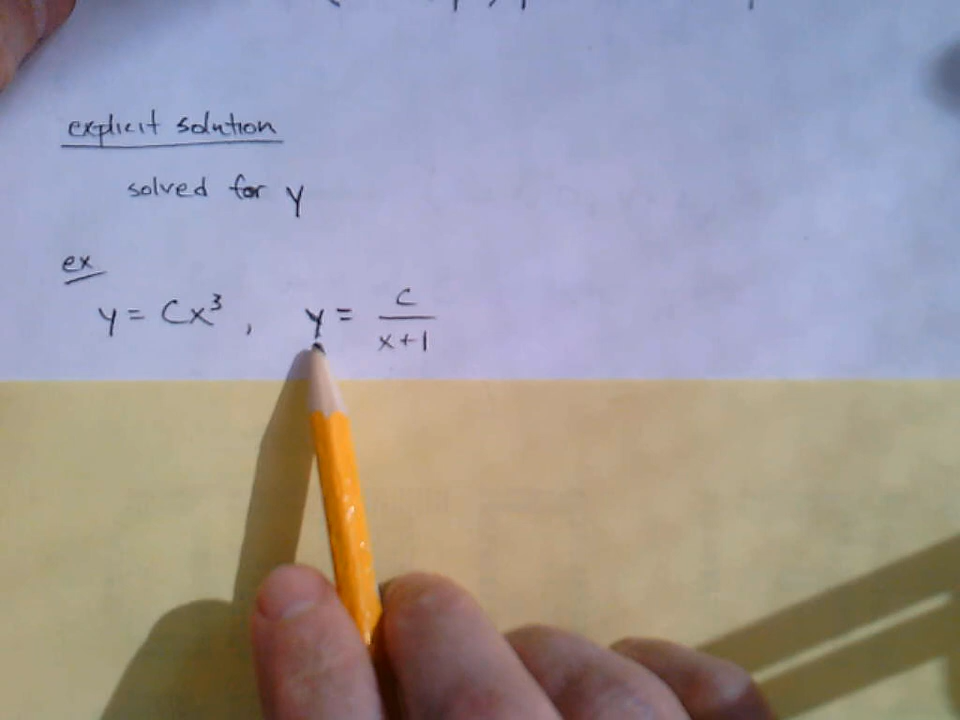 explicit solution
solved for y
ex
y = Cx³ , y = C/(x+1)